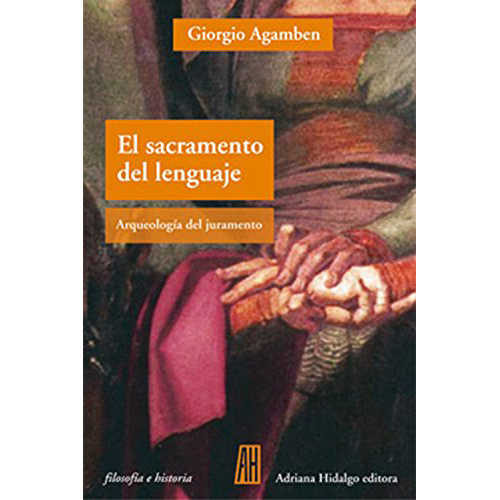 Giorgio Agamben
El sacramento
del lenguaje
Arqueología del juramento
filosofía e historia
AH
Adriana Hidalgo editora